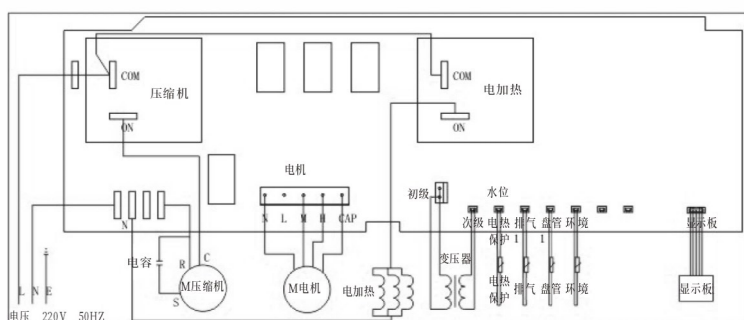 COM
压缩机
ON
COM
电加热
ON
电机
N L M H CAP
初级
水位
次级 电热保护 排气1 盘管1 环境
显示板
N
电容
R
C
S
M压缩机
M电机
电加热
变压器
电热保护 排气 盘管 环境
显示板
L N E
电压 220V 50HZ